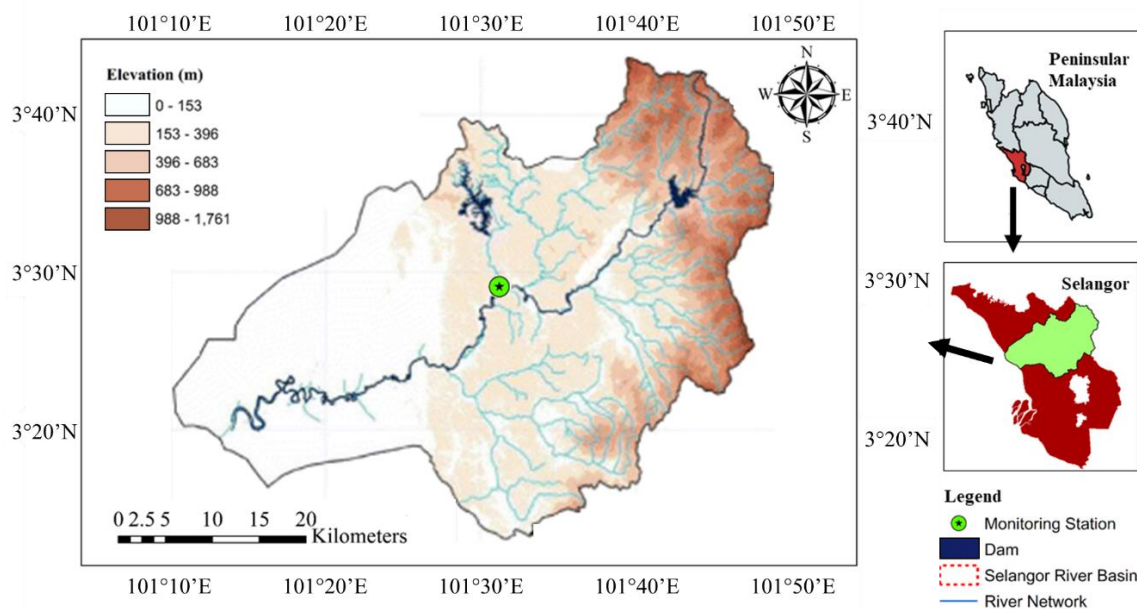 101°10’E 101°20’E 101°30’E 101°40’E 101°50’E
Elevation (m)
0 - 153
153 - 396
396 - 683
683 - 988
988 - 1,761
N
W E
S
3°40’N
3°30’N
3°20’N
0 2.5 5 10 15 20
Kilometers
101°10’E 101°20’E 101°30’E 101°40’E 101°50’E
Peninsular
Malaysia
3°40’N
3°30’N
3°20’N
Selangor
Legend
Monitoring Station
Dam
Selangor River Basin
River Network